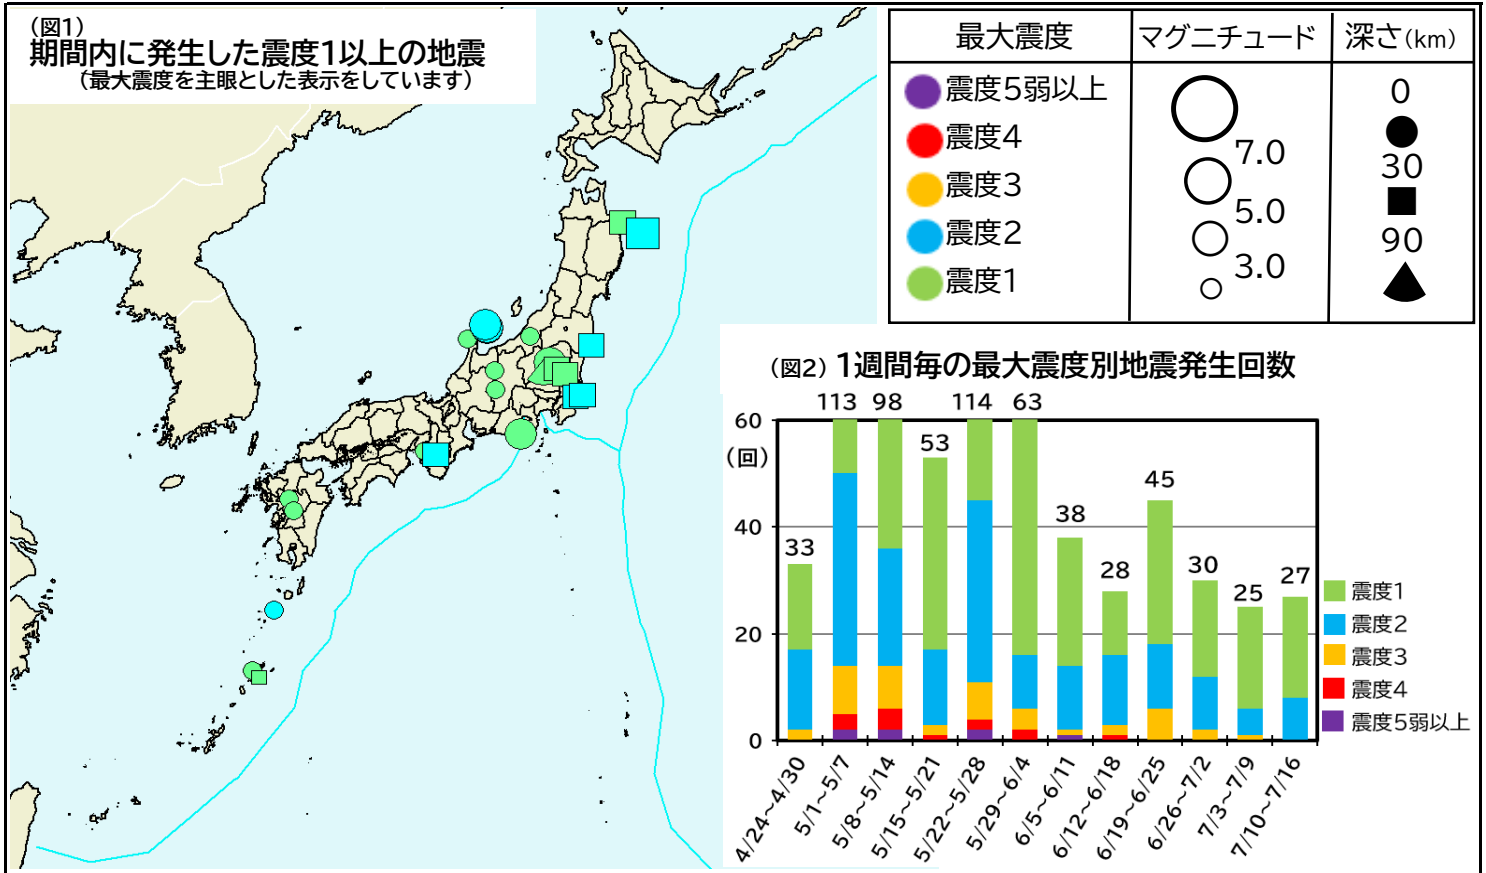 (図1)
期間内に発生した震度1以上の地震
(最大震度を主眼とした表示をしています)
最大震度 マグニチュード 深さ(km)
震度5弱以上
震度4
震度3
震度2
震度1
7.0
5.0
3.0
0
30
90
(図2) 1週間毎の最大震度別地震発生回数
113 98 53 114 63
33 38 28 45 30 25 27
60
(回)
40
20
0
震度1
震度2
震度3
震度4
震度5弱以上
4/24~4/30
5/1~5/7
5/8~5/14
5/15~5/21
5/22~5/28
5/29~6/4
6/5~6/11
6/12~6/18
6/19~6/25
6/26~7/2
7/3~7/9
7/10~7/16